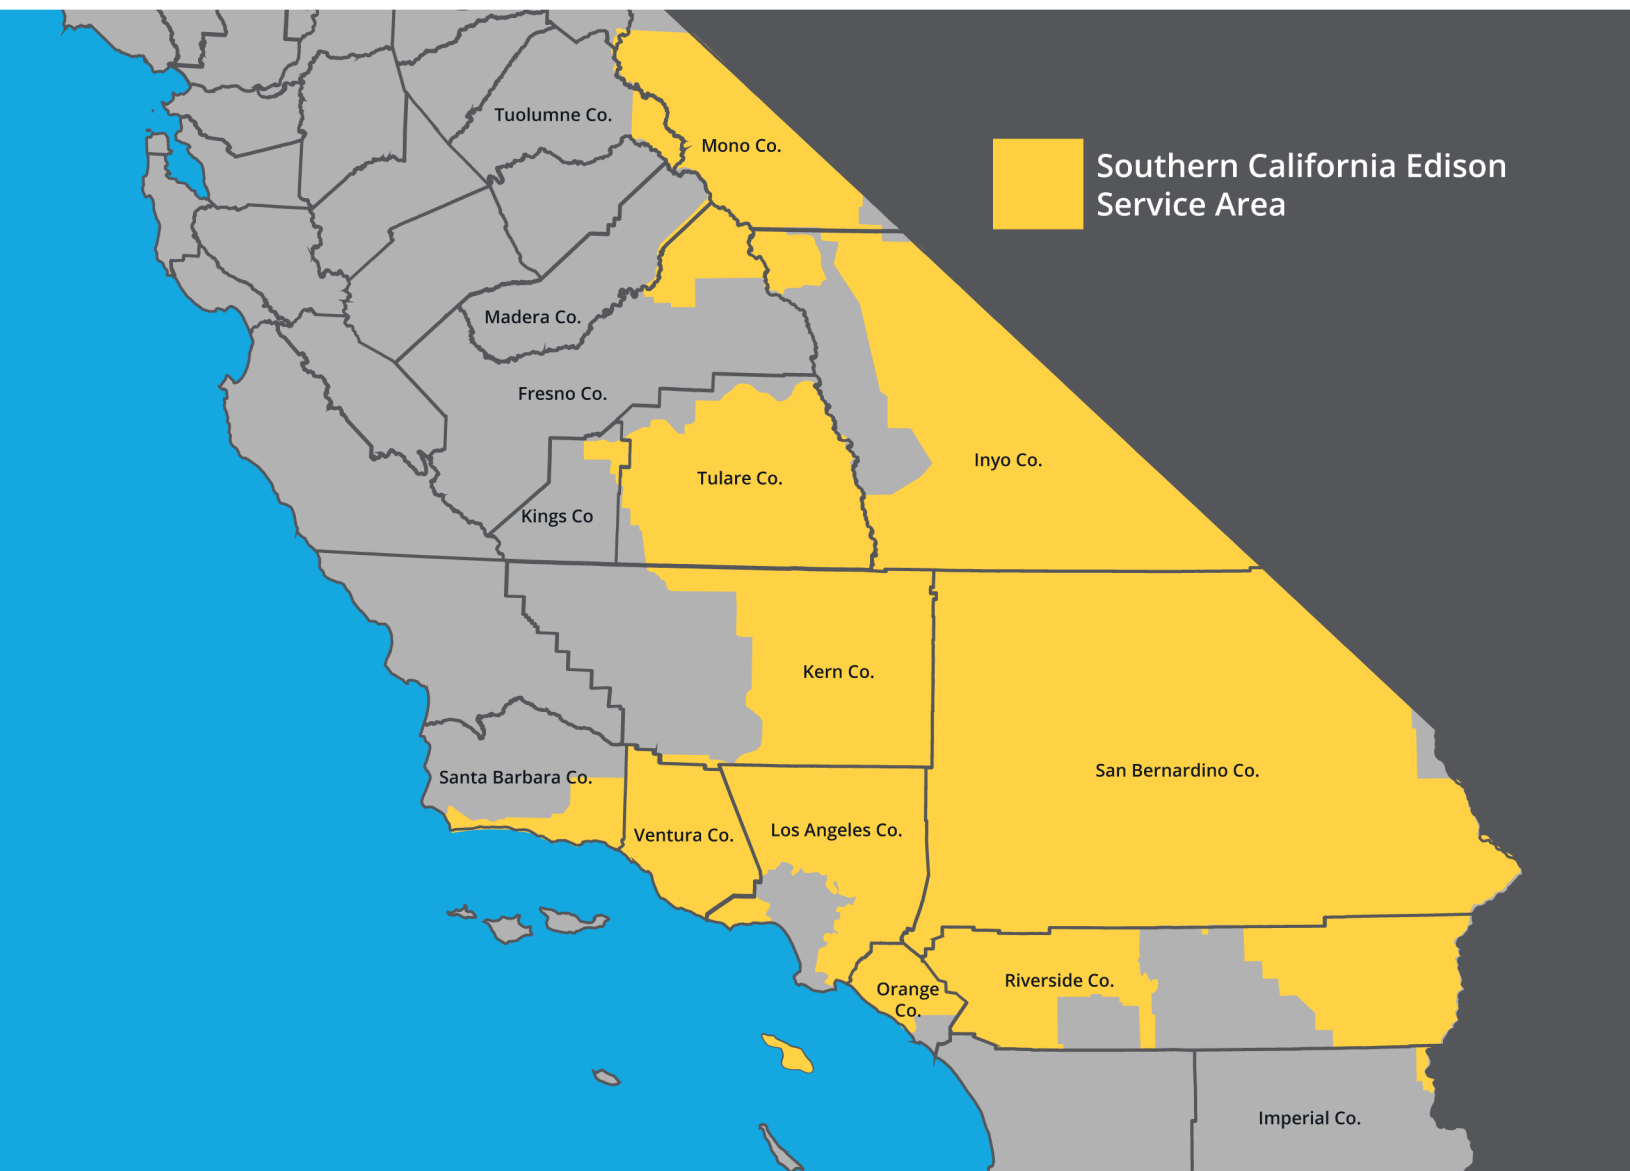 Tuolumne Co.
Mono Co.
Southern California Edison
Service Area
Madera Co.
Fresno Co.
Inyo Co.
Tulare Co.
Kings Co
Kern Co.
San Bernardino Co.
Santa Barbara Co.
Los Angeles Co.
Ventura Co.
Riverside Co.
Orange
Co.
Imperial Co.